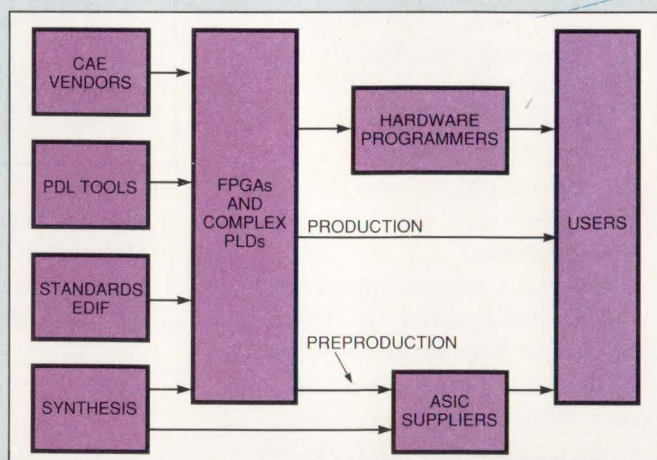 CAE
VENDORS
PDL TOOLS
STANDARDS
EDIF
SYNTHESIS
FPGAs
AND
COMPLEX
PLDs
HARDWARE
PROGRAMMERS
PRODUCTION
PREPRODUCTION
ASIC
SUPPLIERS
USERS